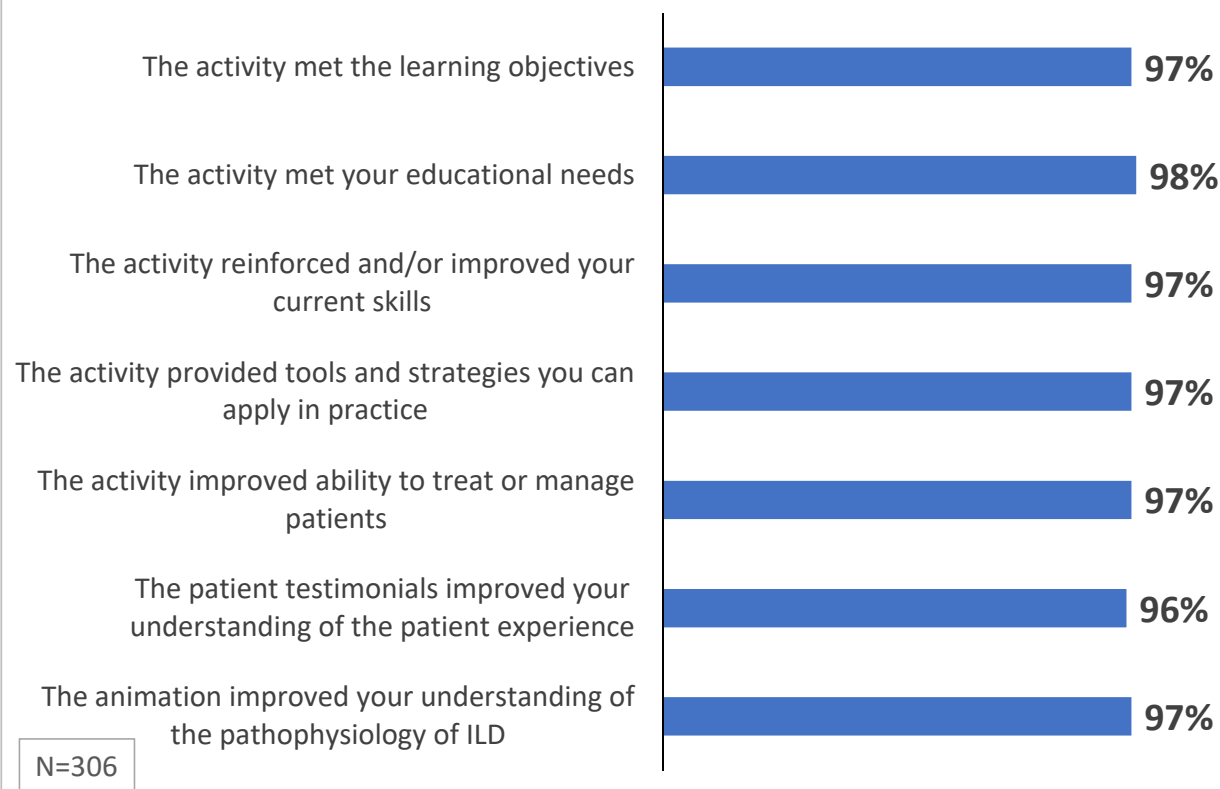 The activity met the learning objectives
97%
The activity met your educational needs
98%
The activity reinforced and/or improved your
current skills
97%
The activity provided tools and strategies you can
apply in practice
97%
The activity improved ability to treat or manage
patients
97%
The patient testimonials improved your
understanding of the patient experience
96%
The animation improved your understanding of
the pathophysiology of ILD
97%
N=306